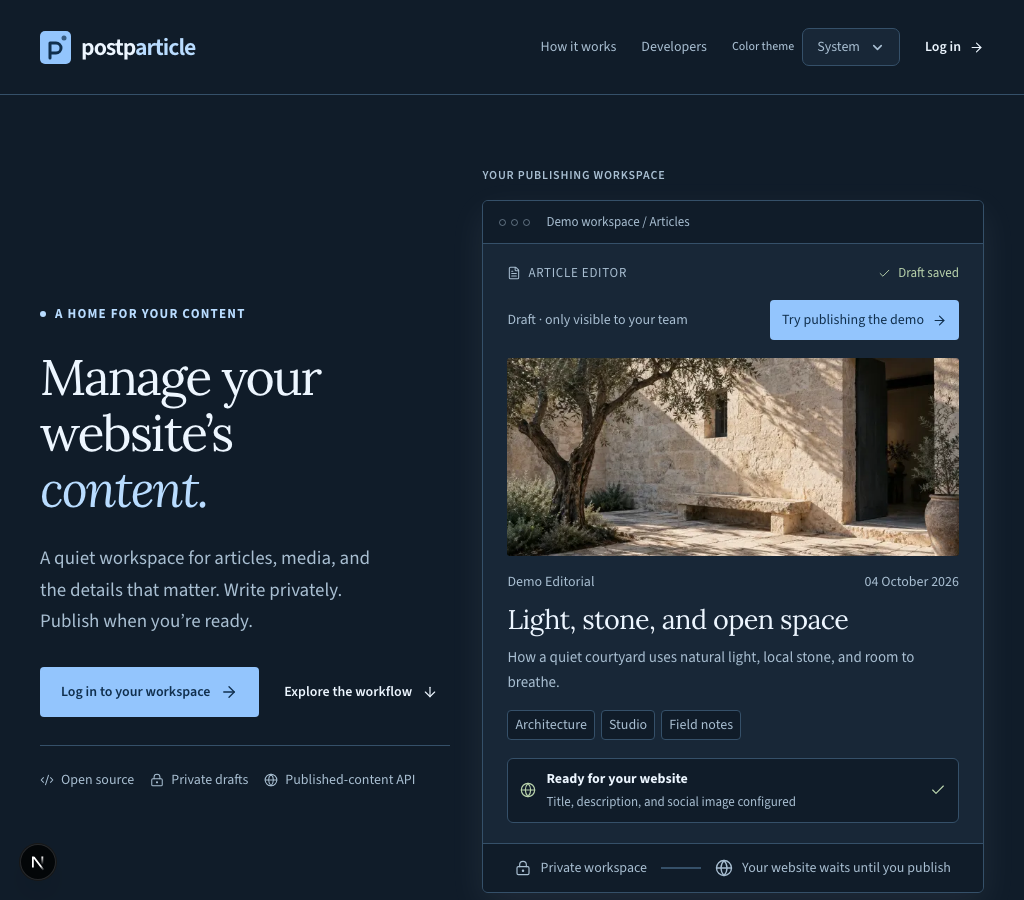 postparticle
How it works
Developers
Color theme
System
Log in
YOUR PUBLISHING WORKSPACE
Demo workspace / Articles
ARTICLE EDITOR
Draft saved
Draft · only visible to your team
Try publishing the demo
A HOME FOR YOUR CONTENT
Manage your
website’s
content.
A quiet workspace for articles, media, and
the details that matter. Write privately.
Publish when you’re ready.
Log in to your workspace
Explore the workflow
Open source
Private drafts
Published-content API
Demo Editorial
04 October 2026
Light, stone, and open space
How a quiet courtyard uses natural light, local stone, and room to
breathe.
Architecture
Studio
Field notes
Ready for your website
Title, description, and social image configured
Private workspace
Your website waits until you publish
N